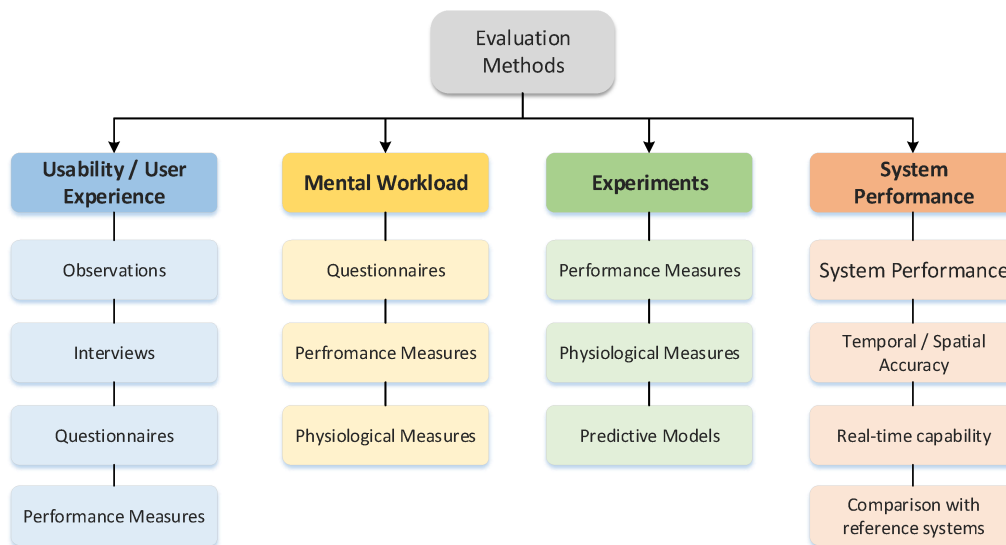 Evaluation
Methods
Usability / User
Experience
Mental Workload
Experiments
System
Performance
Observations
Questionnaires
Performance Measures
System Performance
Interviews
Perfromance Measures
Physiological Measures
Temporal / Spatial
Accuracy
Questionnaires
Physiological Measures
Predictive Models
Real-time capability
Performance Measures
Comparison with
reference systems